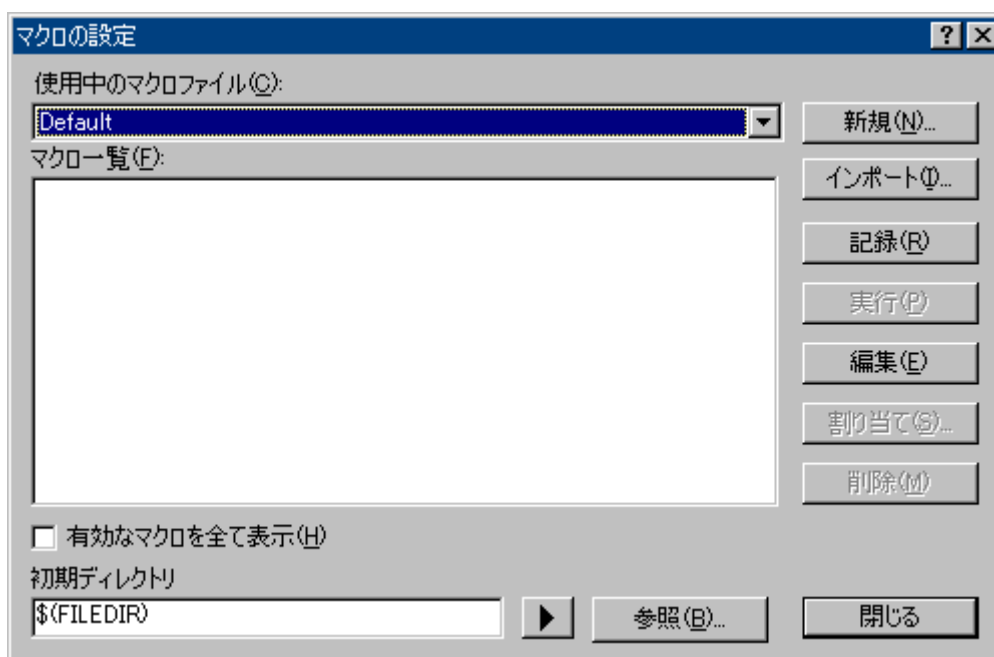 マクロの設定
使用中のマクロファイル(C):
Default
新規(N)...
マクロ一覧(F):
インポート(I)...
記録(R)
実行(P)
編集(E)
割り当て(S)...
削除(M)
有効なマクロを全て表示(H)
初期ディレクトリ
$(FILEDIR)
参照(B)...
閉じる